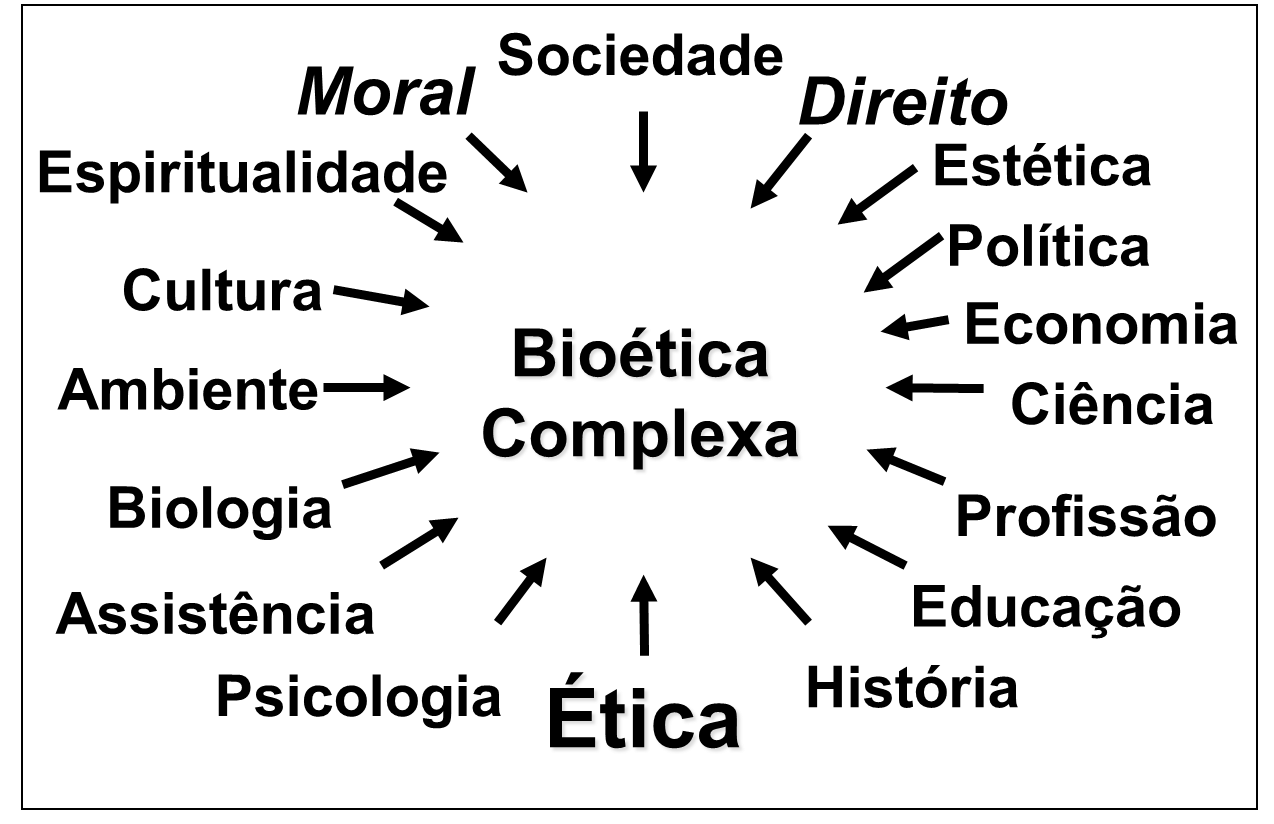 Sociedade
Moral
Direito
Espiritualidade
Estética
Política
Cultura
Economia
Bioética
Complexa
Ambiente
Ciência
Biologia
Profissão
Assistência
Educação
Psicologia
Ética
História